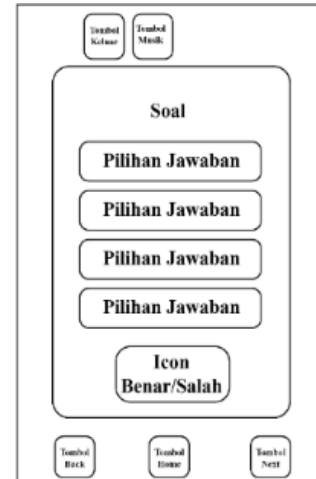 Tombol
Keluar
Tombol
Musik
Soal
Pilihan Jawaban
Pilihan Jawaban
Pilihan Jawaban
Pilihan Jawaban
Icon
Benar/Salah
Tombol
Back
Tombol
Home
Tombol
Next